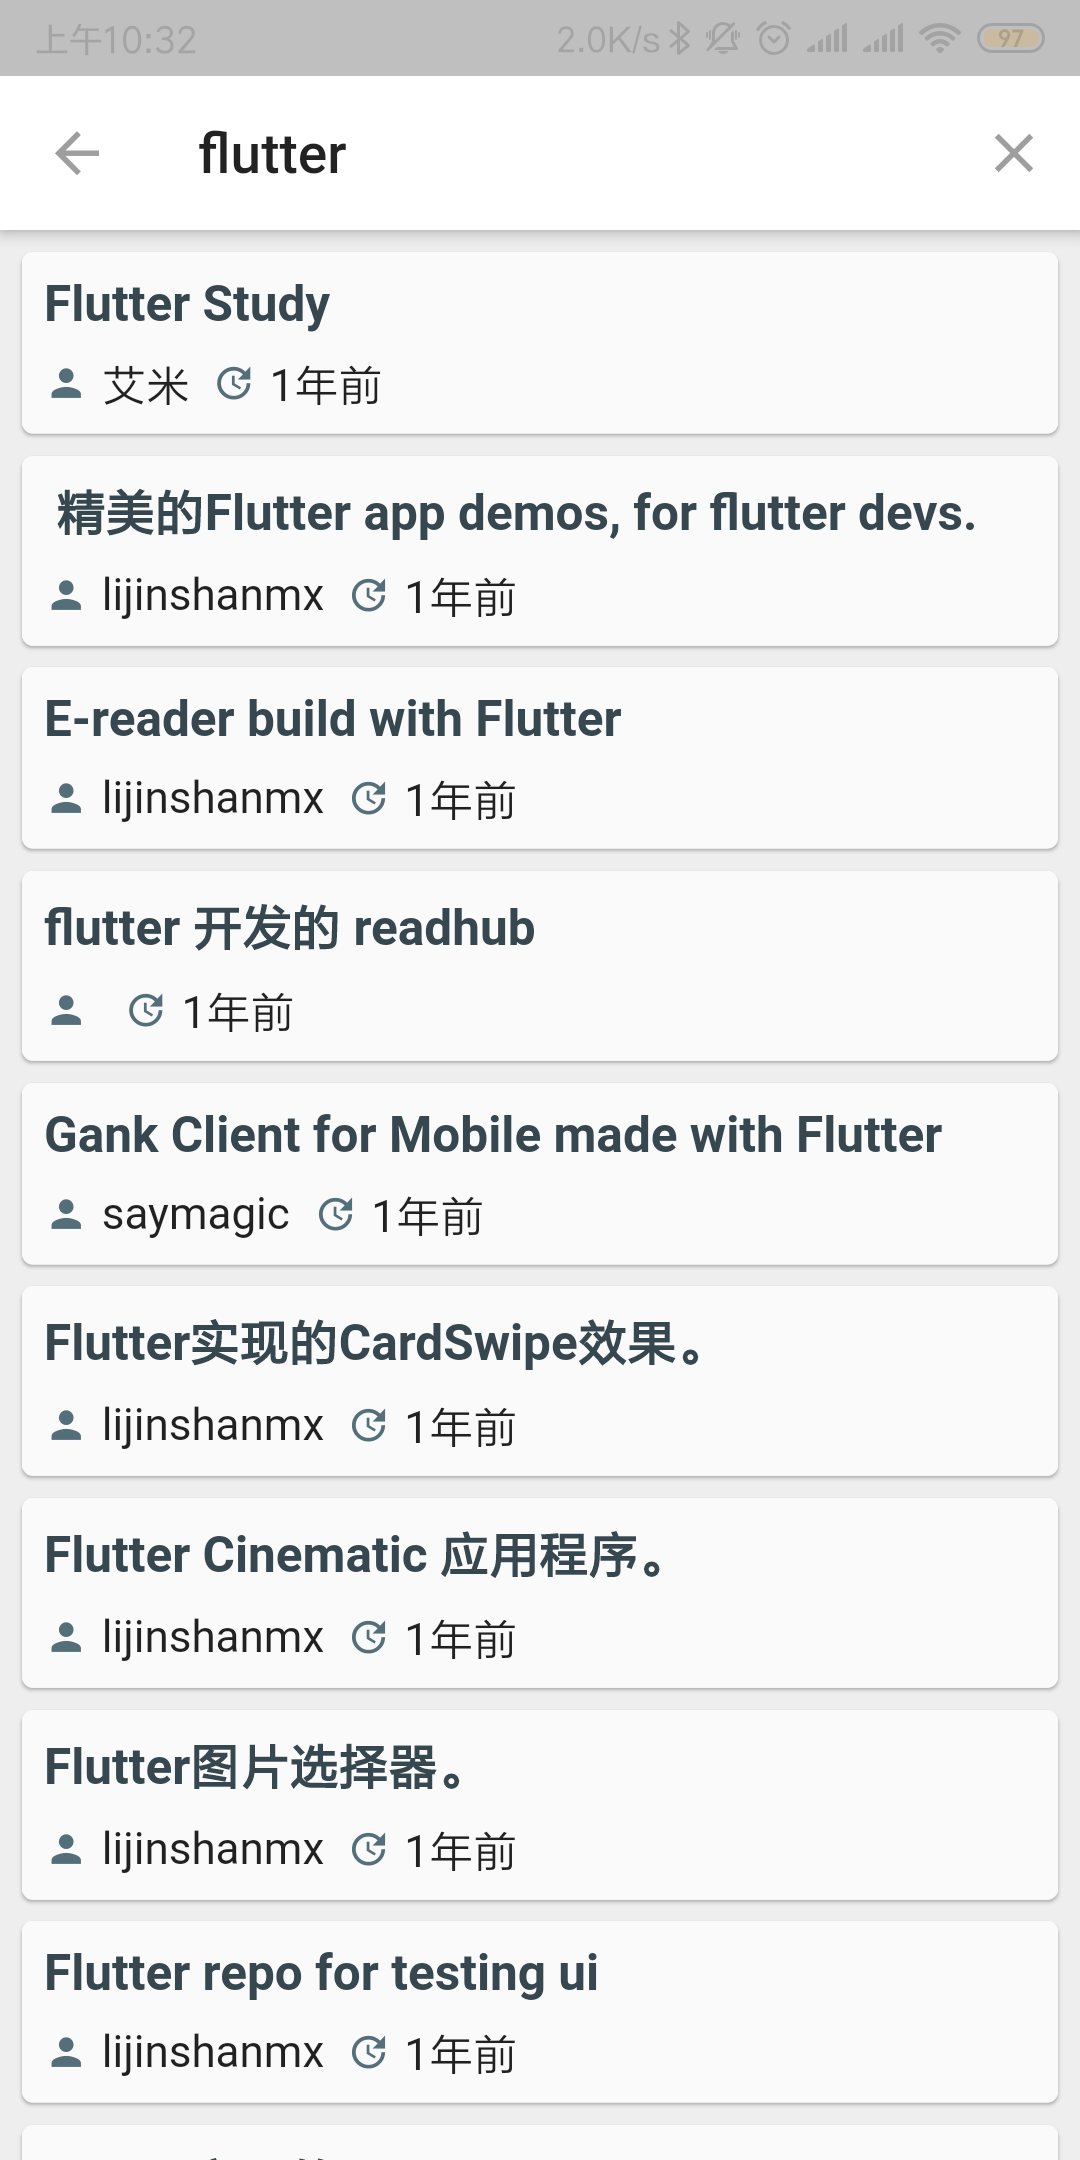 上午10:32 2.0K/s 97
flutter
Flutter Study
艾米 1年前
精美的Flutter app demos, for flutter devs.
lijinshanmx 1年前
E-reader build with Flutter
lijinshanmx 1年前
flutter 开发的 readhub
1年前
Gank Client for Mobile made with Flutter
saymagic 1年前
Flutter实现的CardSwipe效果。
lijinshanmx 1年前
Flutter Cinematic 应用程序。
lijinshanmx 1年前
Flutter图片选择器。
lijinshanmx 1年前
Flutter repo for testing ui
lijinshanmx 1年前